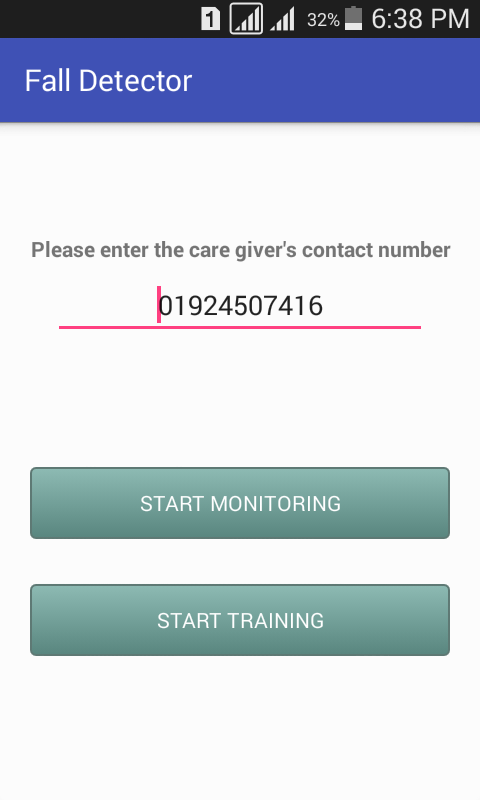 1 32% 6:38 PM
Fall Detector
Please enter the care giver's contact number
01924507416
START MONITORING
START TRAINING